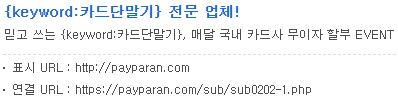 {keyword:카드단말기} 전문 업체!
믿고 쓰는 {keyword:카드단말기}, 매달 국내 카드사 무이자 할부 EVENT
· 표시 URL : http://payparan.com
· 연결 URL : https://payparan.com/sub/sub0202-1.php